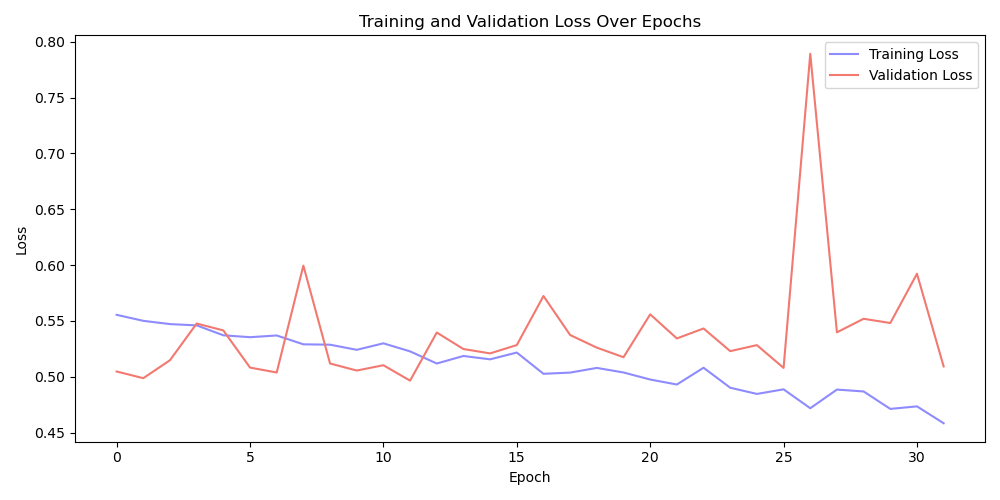 Training and Validation Loss Over Epochs
Training Loss
Validation Loss
0.80
0.75
0.70
0.65
0.60
0.55
0.50
0.45
Loss
0 5 10 15 20 25 30
Epoch